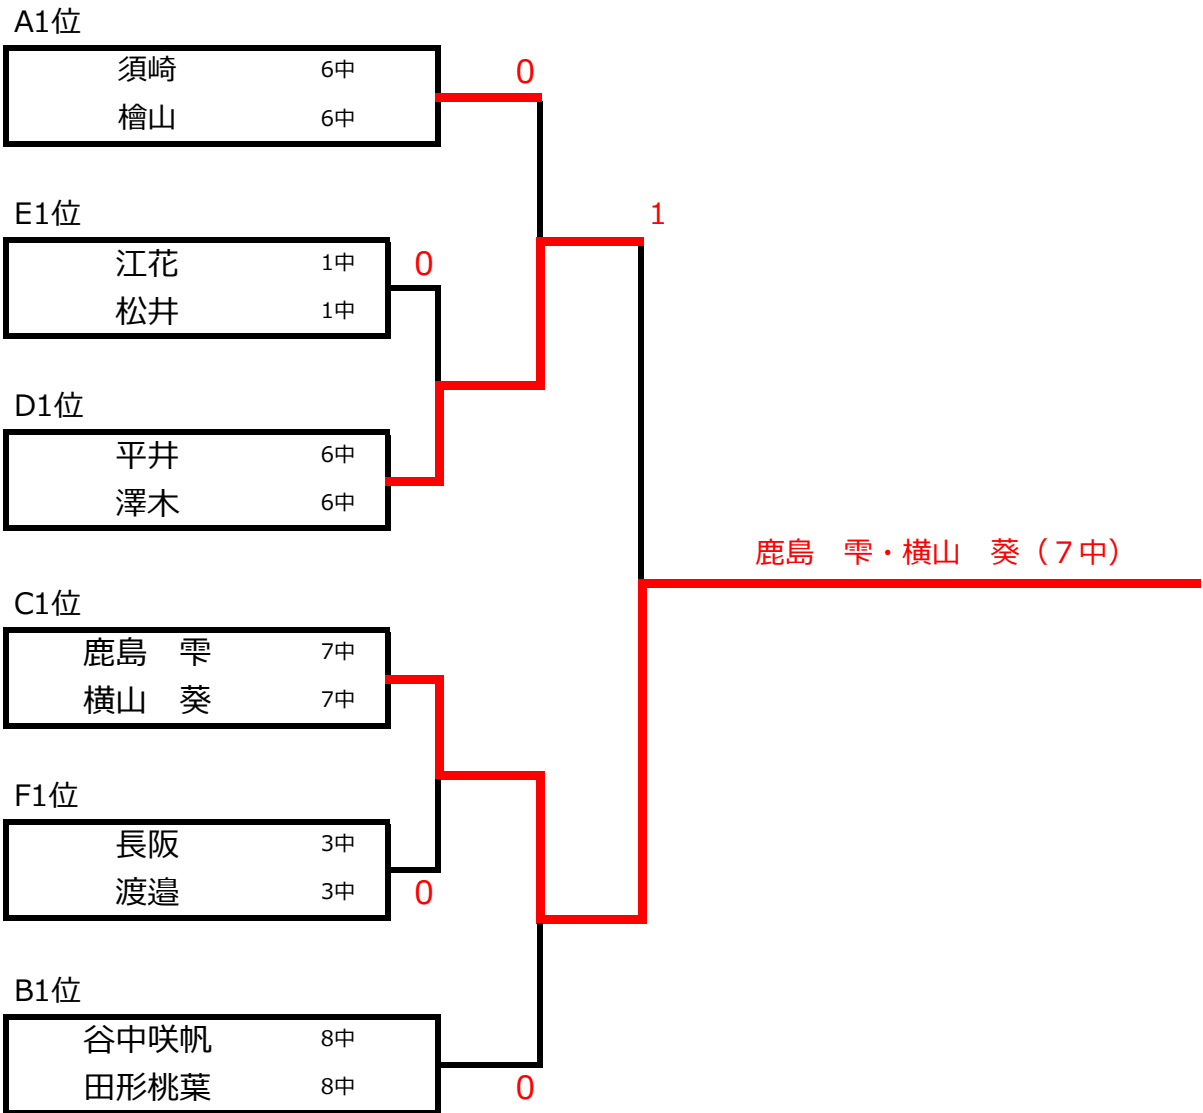 A1位
須崎 6中
檜山 6中
0
E1位
江花 1中
松井 1中
0
1
D1位
平井 6中
澤木 6中
鹿島　雫・横山　葵（７中）
C1位
鹿島　雫 7中
横山　葵 7中
F1位
長阪 3中
渡邉 3中
0
B1位
谷中咲帆 8中
田形桃葉 8中
0